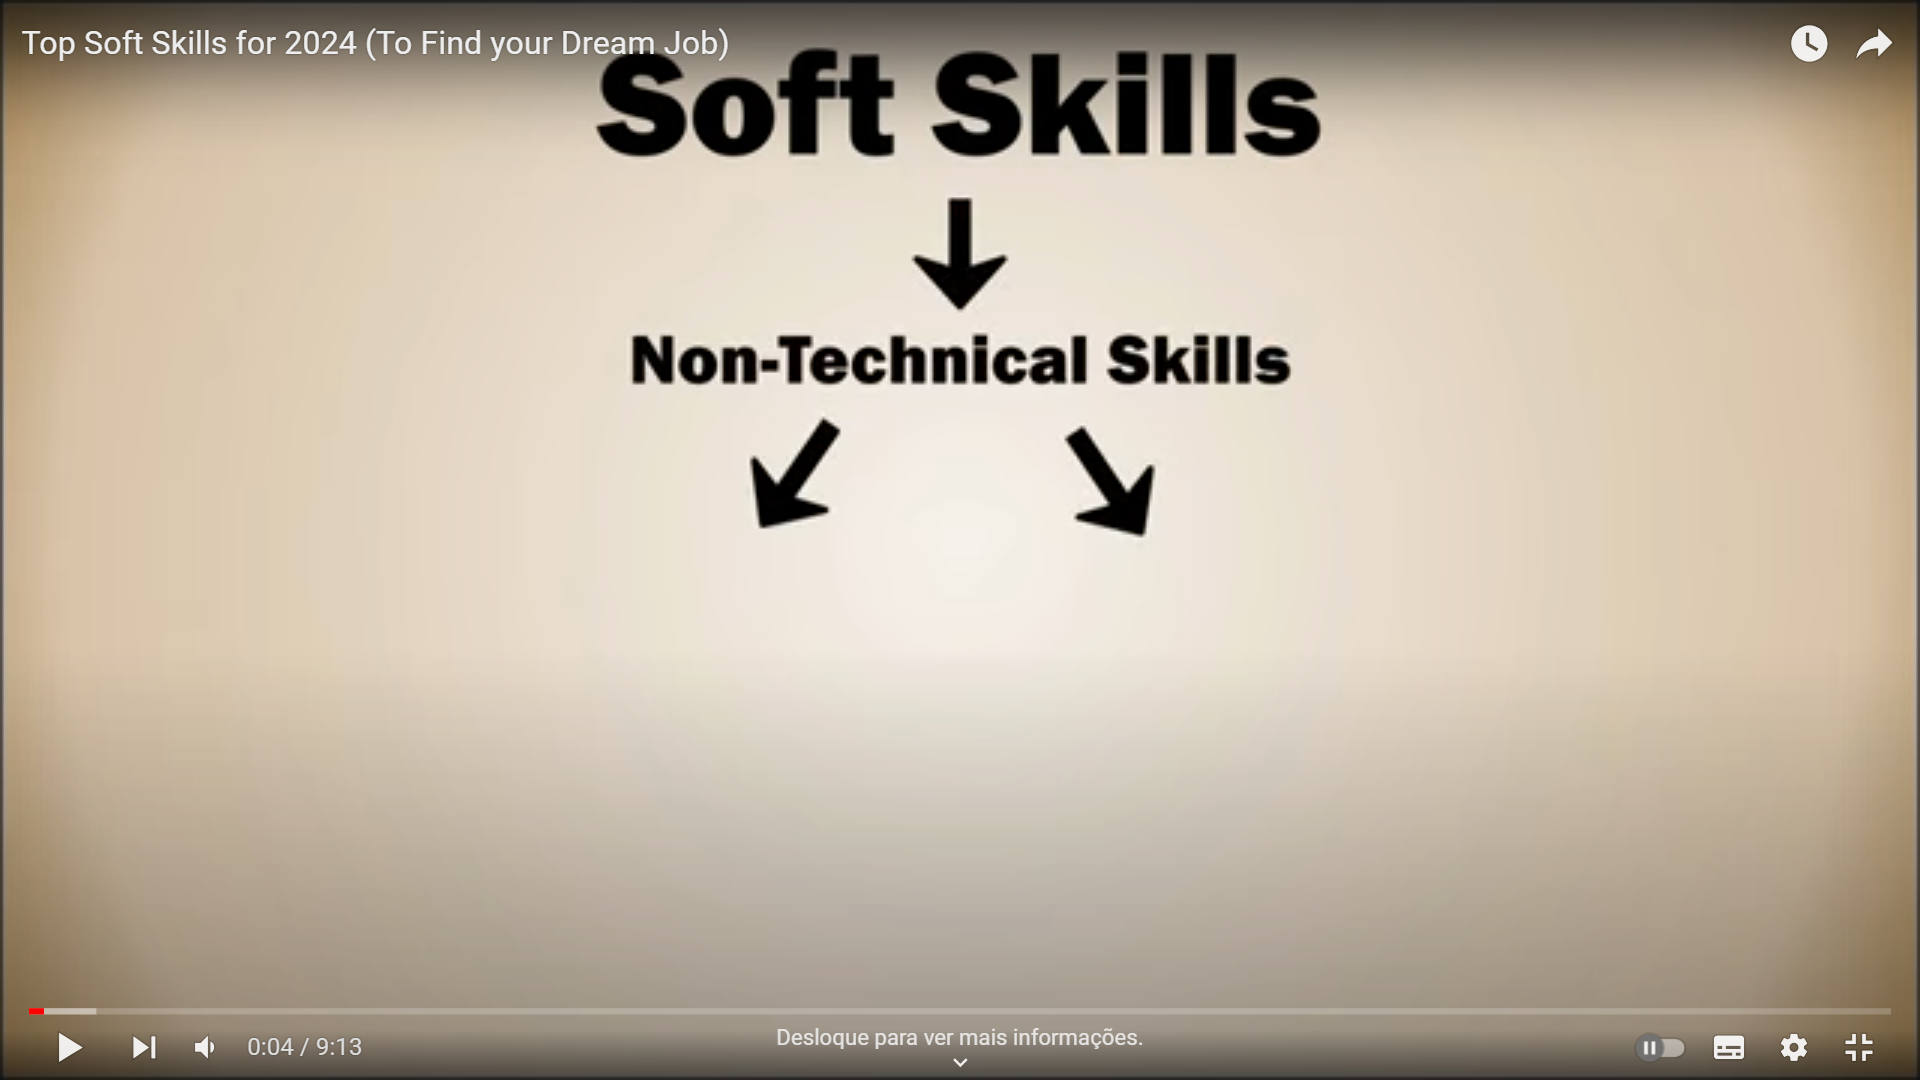 Top Soft Skills for 2024 (To Find your Dream Job)
Soft Skills
Non-Technical Skills
0:04 / 9:13
Desloque para ver mais informações.